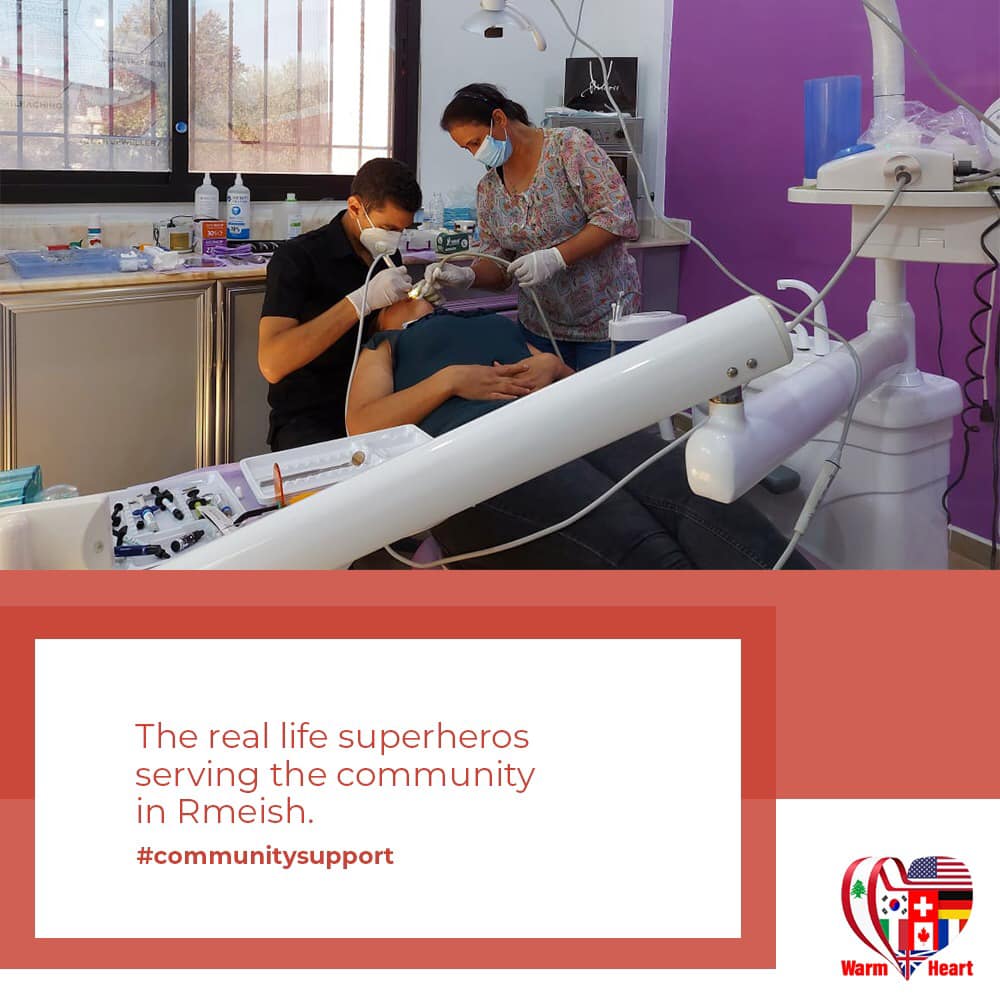 The real life superheros
serving the community
in Rmeish.
#communitysupport
Warm Heart